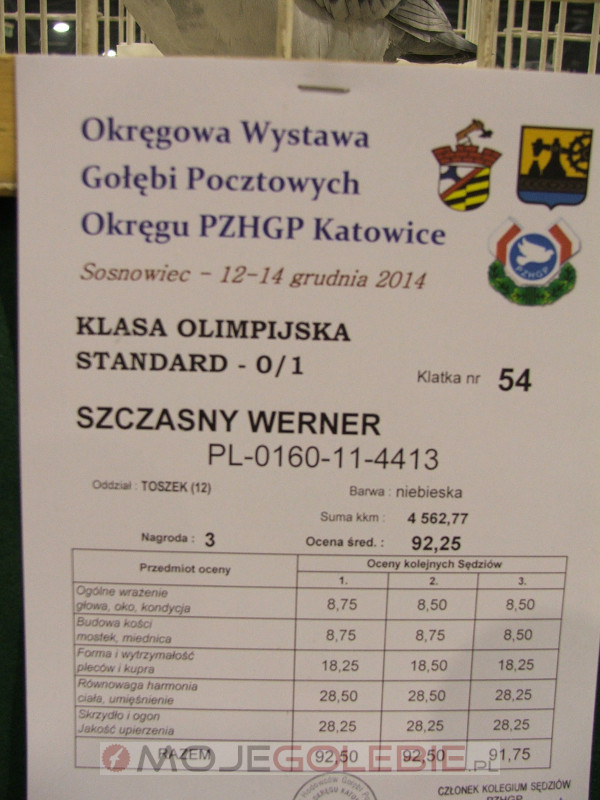 Okręgowa Wystawa
Gołębi Pocztowych
Okręgu PZHGP Katowice
PZHGP
Sosnowiec - 12-14 grudnia 2014
KLASA OLIMPIJSKA
STANDARD - 0/1
Klatka nr 54
SZCZASNY WERNER
PL-0160-11-4413
Oddział : TOSZEK (12)
Barwa : niebieska
Suma kkm : 4 562,77
Nagroda : 3
Ocena śred. : 92,25
Przedmiot oceny Oceny kolejnych Sędziów
1. 2. 3.
Ogólne wrażenie
głowa, oko, kondycja 8,75 8,50 8,50
Budowa kości
mostek, miednica 8,75 8,75 8,50
Forma i wytrzymałość
pleców i kupra 18,25 18,50 18,25
Równowaga harmonia
ciała, umięśnienie 28,50 28,50 28,25
Skrzydło i ogon
Jakość upierzenia 28,25 28,25 28,25
RAZEM 92,50 92,50 91,75
MOJEGOLEBIE.pl
CZŁONEK KOLEGIUM SĘDZIÓW
PZHGP